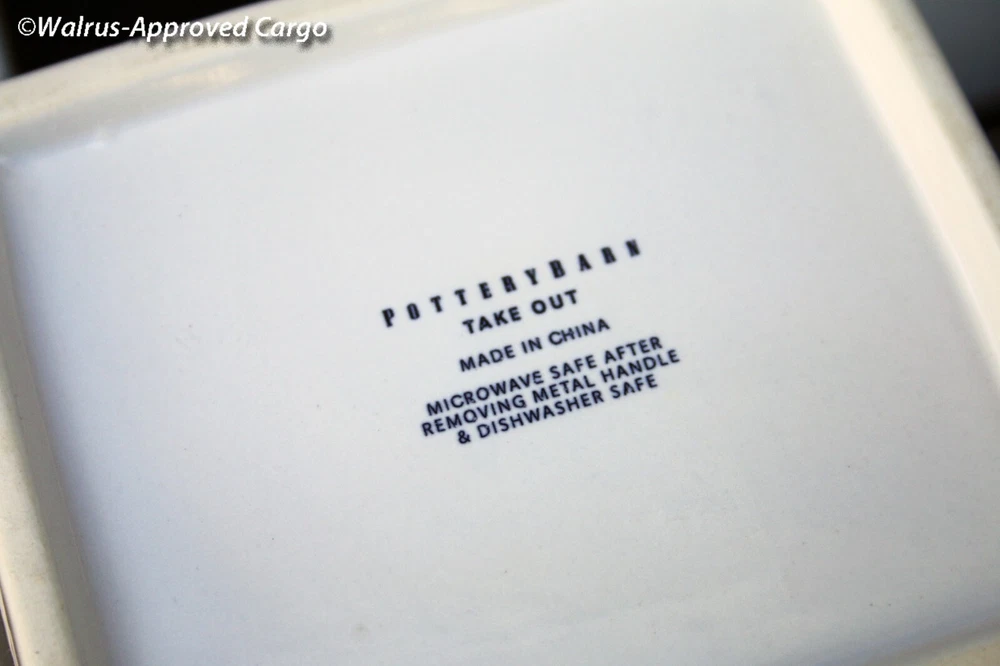 ©Walrus-Approved Cargo
POTTERYBARN
TAKE OUT
MADE IN CHINA
MICROWAVE SAFE AFTER
REMOVING METAL HANDLE
& DISHWASHER SAFE